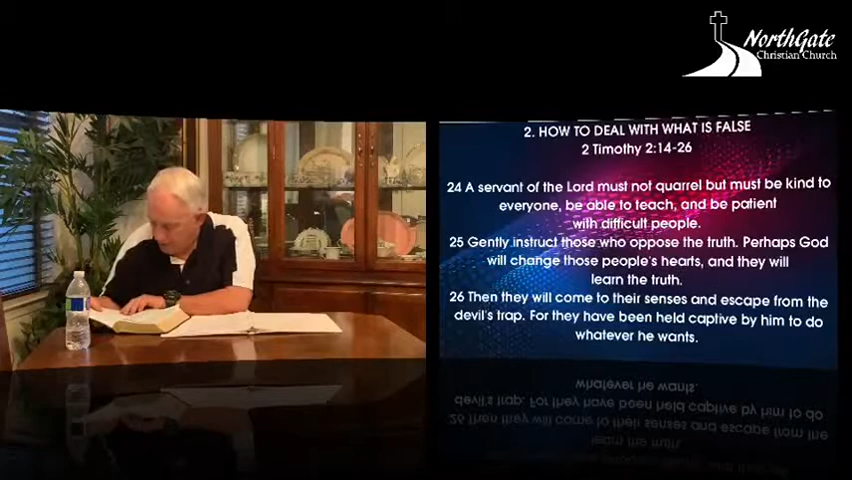 NorthGate
Christian Church
2. HOW TO DEAL WITH WHAT IS FALSE
2 Timothy 2:14-26
24 A servant of the Lord must not quarrel but must be kind to
everyone, be able to teach, and be patient
with difficult people.
25 Gently instruct those who oppose the truth. Perhaps God
will change those people's hearts, and they will
learn the truth.
26 Then they will come to their senses and escape from the
devil's trap. For they have been held captive by him to do
whatever he wants.